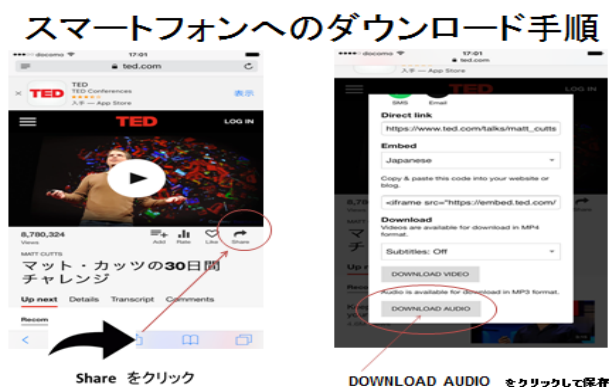 スマートフォンへのダウンロード手順
docomo 17:01
ted.com
TED
TED Conferences
入手 — App Store
表示
TED
LOG IN
8,780,324
Views
Add Rate Like Share
MATT CUTTS
マット・カッツの30日間
チャレンジ
Up next Details Transcript Comments
Recom
Share をクリック
docomo 17:01
ted.com
入手 — App Store
SMS Email
Direct link
https://www.ted.com/talks/matt_cutts
Embed
Japanese
Copy & paste this code into your website or
blog.
<iframe src="https://embed.ted.com/
Download
Videos are available for download in MP4
format.
Subtitles: Off
DOWNLOAD VIDEO
Audio is available for download in MP3 format.
DOWNLOAD AUDIO
DOWNLOAD AUDIO をクリックして保存